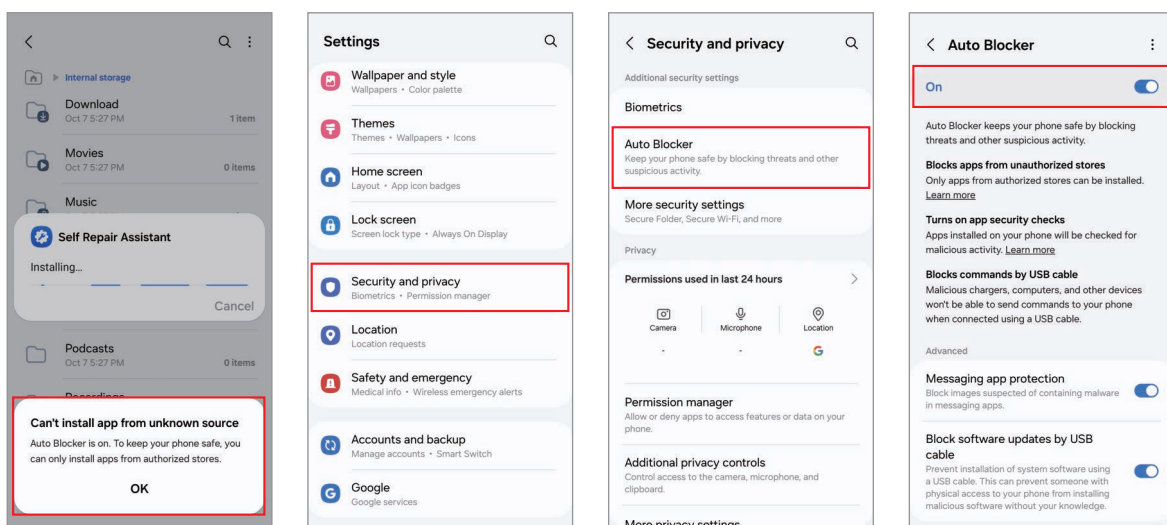 Internal storage
Download
Oct 7 5:27 PM
1 item
Movies
Oct 7 5:27 PM
0 items
Music
Self Repair Assistant
Installing...
Cancel
Podcasts
Oct 7 5:27 PM
0 items
Can't install app from unknown source
Auto Blocker is on. To keep your phone safe, you
can only install apps from authorized stores.
OK
Settings
Wallpaper and style
Wallpapers • Color palette
Themes
Themes • Wallpapers • Icons
Home screen
Layout • App icon badges
Lock screen
Screen lock type • Always On Display
Security and privacy
Biometrics • Permission manager
Location
Location requests
Safety and emergency
Medical info • Wireless emergency alerts
Accounts and backup
Manage accounts • Smart Switch
Google
Google services
Security and privacy
Additional security settings
Biometrics
Auto Blocker
Keep your phone safe by blocking threats and other
suspicious activity.
More security settings
Secure Folder, Secure Wi-Fi, and more
Privacy
Permissions used in last 24 hours
Camera
Microphone
Location
Permission manager
Allow or deny apps to access features or data on your
phone.
Additional privacy controls
Control access to the camera, microphone, and
clipboard.
More privacy settings
Auto Blocker
On
Auto Blocker keeps your phone safe by blocking
threats and other suspicious activity.
Blocks apps from unauthorized stores
Only apps from authorized stores can be installed.
Learn more
Turns on app security checks
Apps installed on your phone will be checked for
malicious activity. Learn more
Blocks commands by USB cable
Malicious chargers, computers, and other devices
won't be able to send commands to your phone
when connected using a USB cable.
Advanced
Messaging app protection
Block images suspected of containing malware
in messaging apps.
Block software updates by USB
cable
Prevent installation of system software using
a USB cable. This can prevent someone with
physical access to your phone from installing
malicious software without your knowledge.